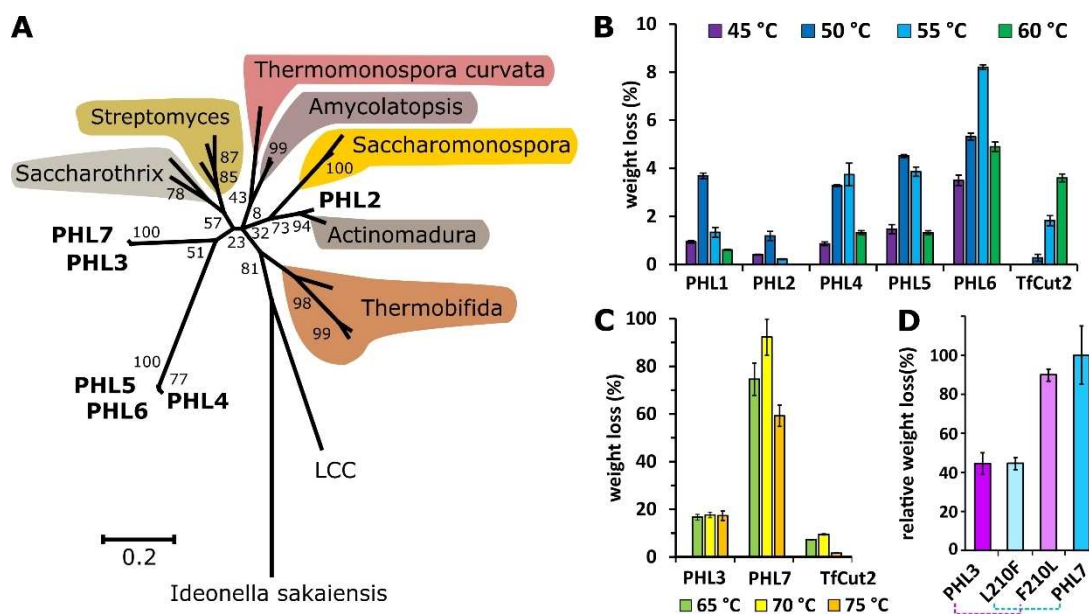 A
Thermomonospora curvata
Amycolatopsis
Streptomyces
Saccharomonospora
Saccharothrix
87
85
78
99
100
43
8
57
PHL2
73
94
32
Actinomadura
PHL7
100
PHL3
51
23
81
98
Thermobifida
99
100
77
PHL5
PHL4
PHL6
LCC
0.2
Ideonella sakaiensis
B
45 °C
50 °C
55 °C
60 °C
weight loss (%)
10
8
6
4
2
0
PHL1
PHL2
PHL4
PHL5
PHL6
TfCut2
C
weight loss (%)
100
80
60
40
20
0
PHL3
PHL7
TfCut2
65 °C
70 °C
75 °C
D
relative weight loss(%)
100
80
60
40
20
0
PHL3
L210F
F210L
PHL7